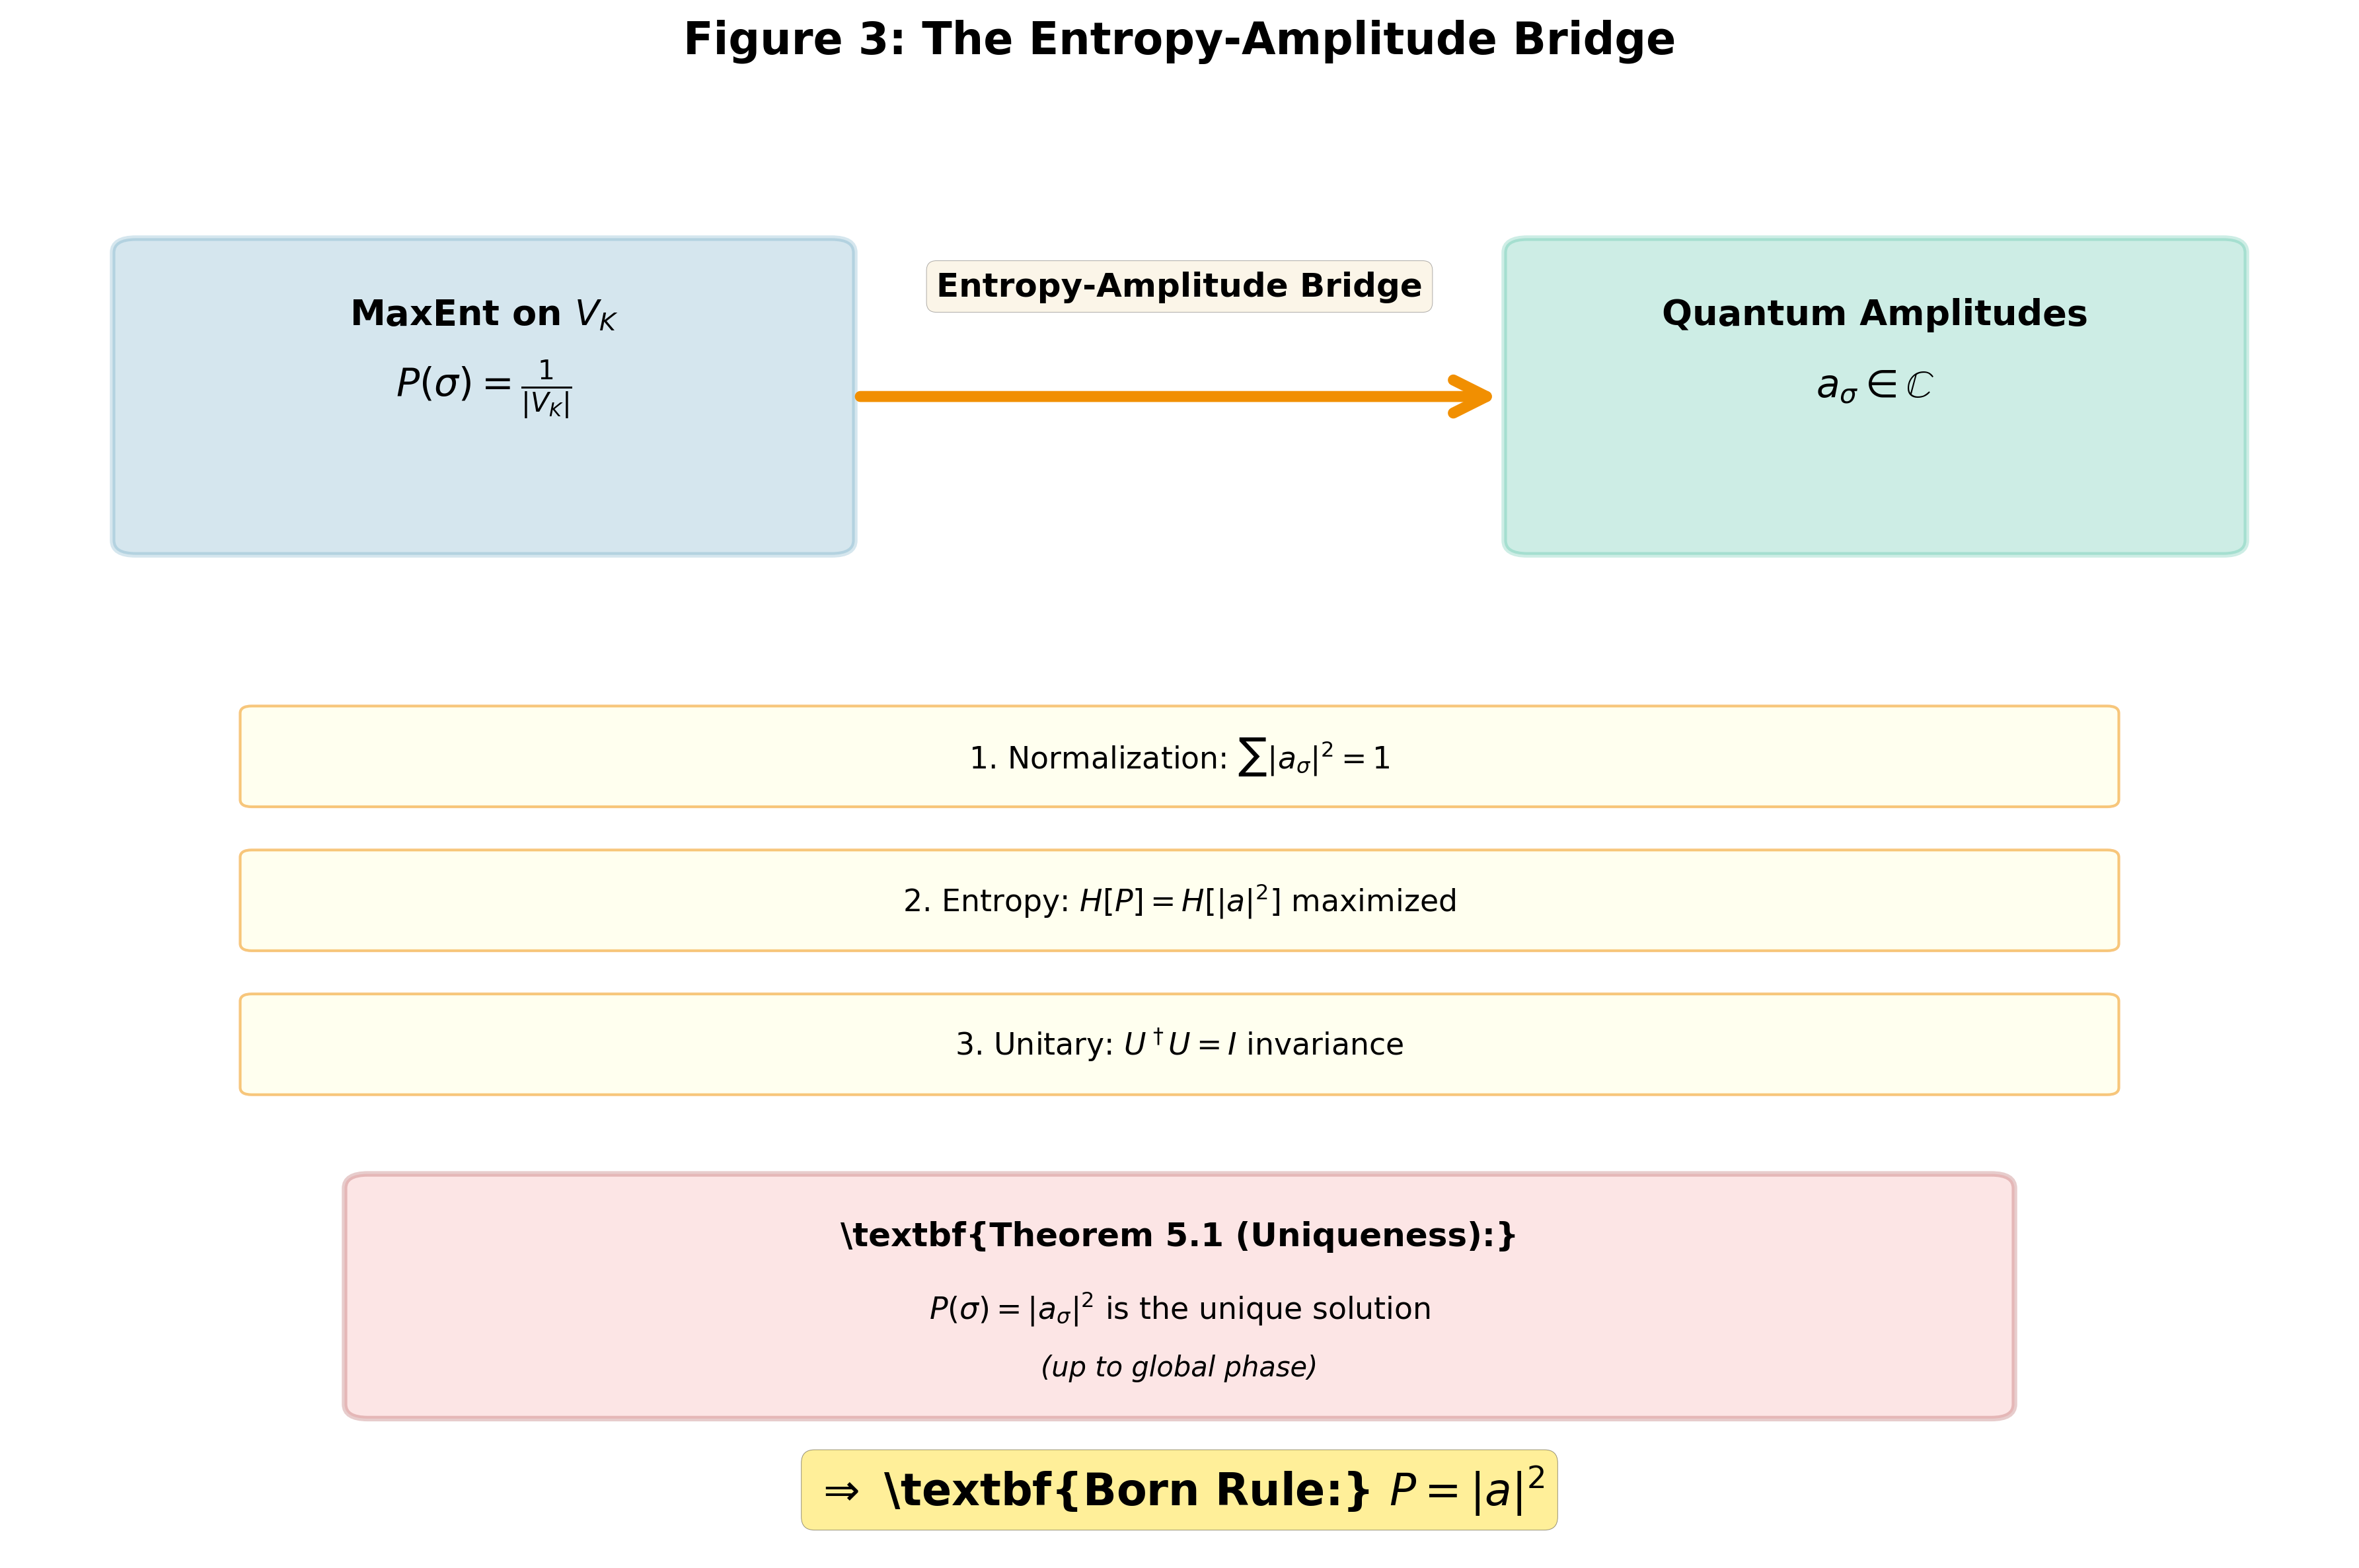 Figure 3: The Entropy-Amplitude Bridge
MaxEnt on $V_K$
$P(\sigma) = \frac{1}{|V_K|}$
Entropy-Amplitude Bridge
Quantum Amplitudes
$a_\sigma \in \mathbb{C}$
1. Normalization: $\sum |a_\sigma|^2 = 1$
2. Entropy: $H[P] = H[|a|^2]$ maximized
3. Unitary: $U^\dagger U = I$ invariance
\textbf{Theorem 5.1 (Uniqueness):}
$P(\sigma) = |a_\sigma|^2$ is the unique solution
(up to global phase)
⇒ \textbf{Born Rule:} $P = |a|^2$